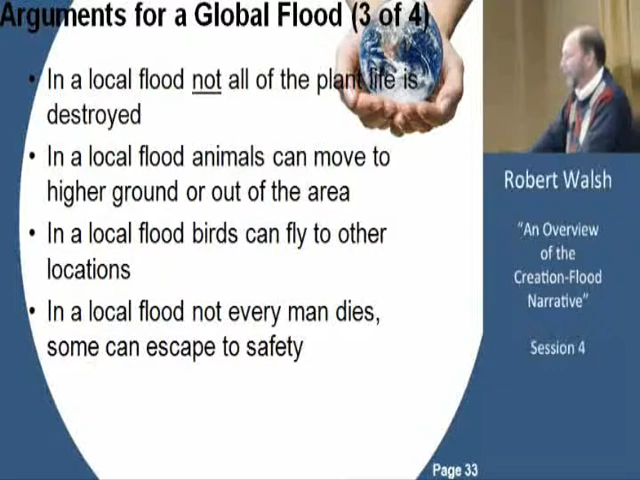 Arguments for a Global Flood (3 of 4)
• In a local flood not all of the plant life is
destroyed
• In a local flood animals can move to
higher ground or out of the area
• In a local flood birds can fly to other
locations
• In a local flood not every man dies,
some can escape to safety
Page 33
Robert Walsh
“An Overview
of the
Creation-Flood
Narrative”
Session 4